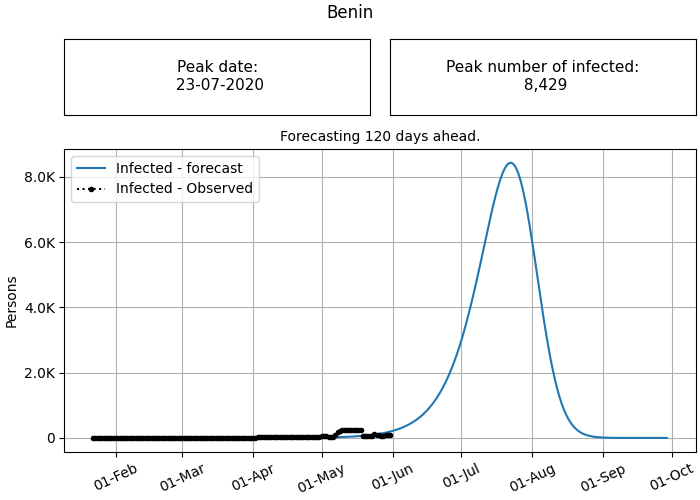 Benin
Peak date:
23-07-2020
Peak number of infected:
8,429
Forecasting 120 days ahead.
Infected - forecast
Infected - Observed
8.0K
6.0K
4.0K
2.0K
0
Persons
01-Feb
01-Mar
01-Apr
01-May
01-Jun
01-Jul
01-Aug
01-Sep
01-Oct